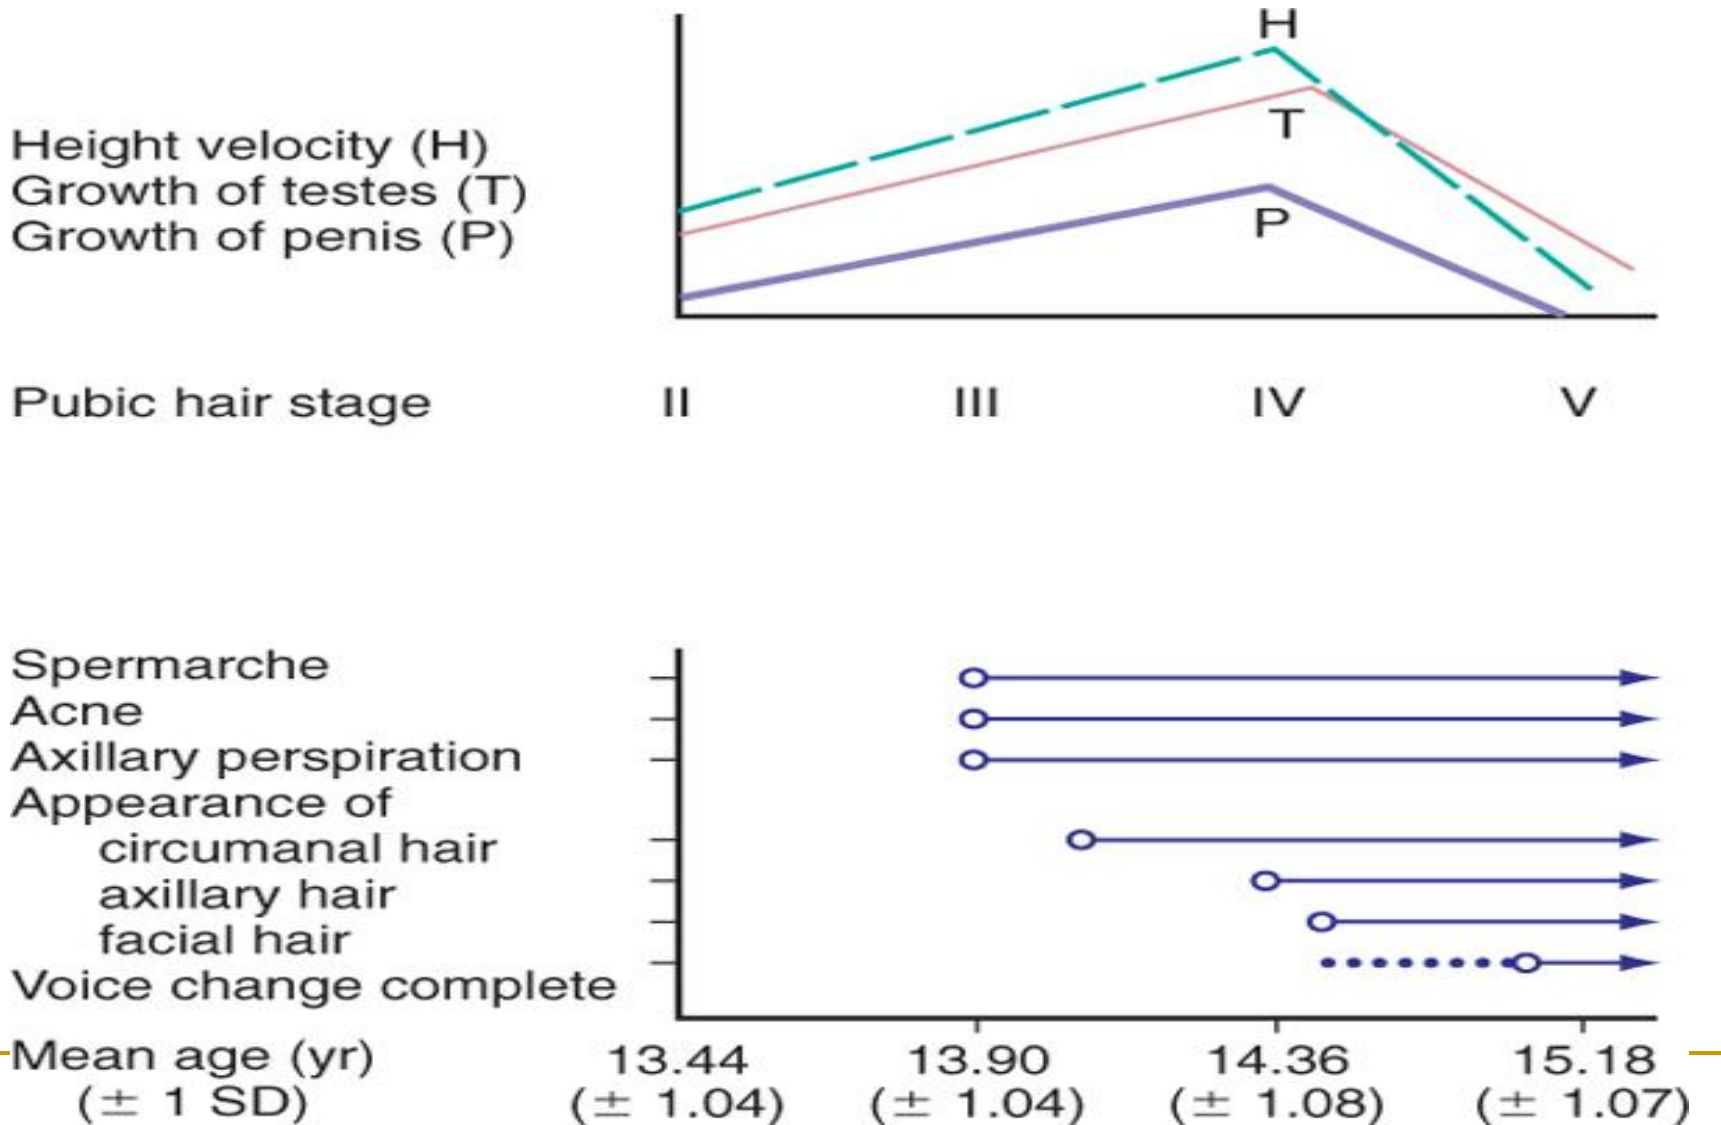 H
T
P
Height velocity (H)
Growth of testes (T)
Growth of penis (P)
Pubic hair stage II III IV V
Spermarche
Acne
Axillary perspiration
Appearance of
circumanal hair
axillary hair
facial hair
Voice change complete
Mean age (yr) 13.44 13.90 14.36 15.18
(± 1 SD) (± 1.04) (± 1.04) (± 1.08) (± 1.07)